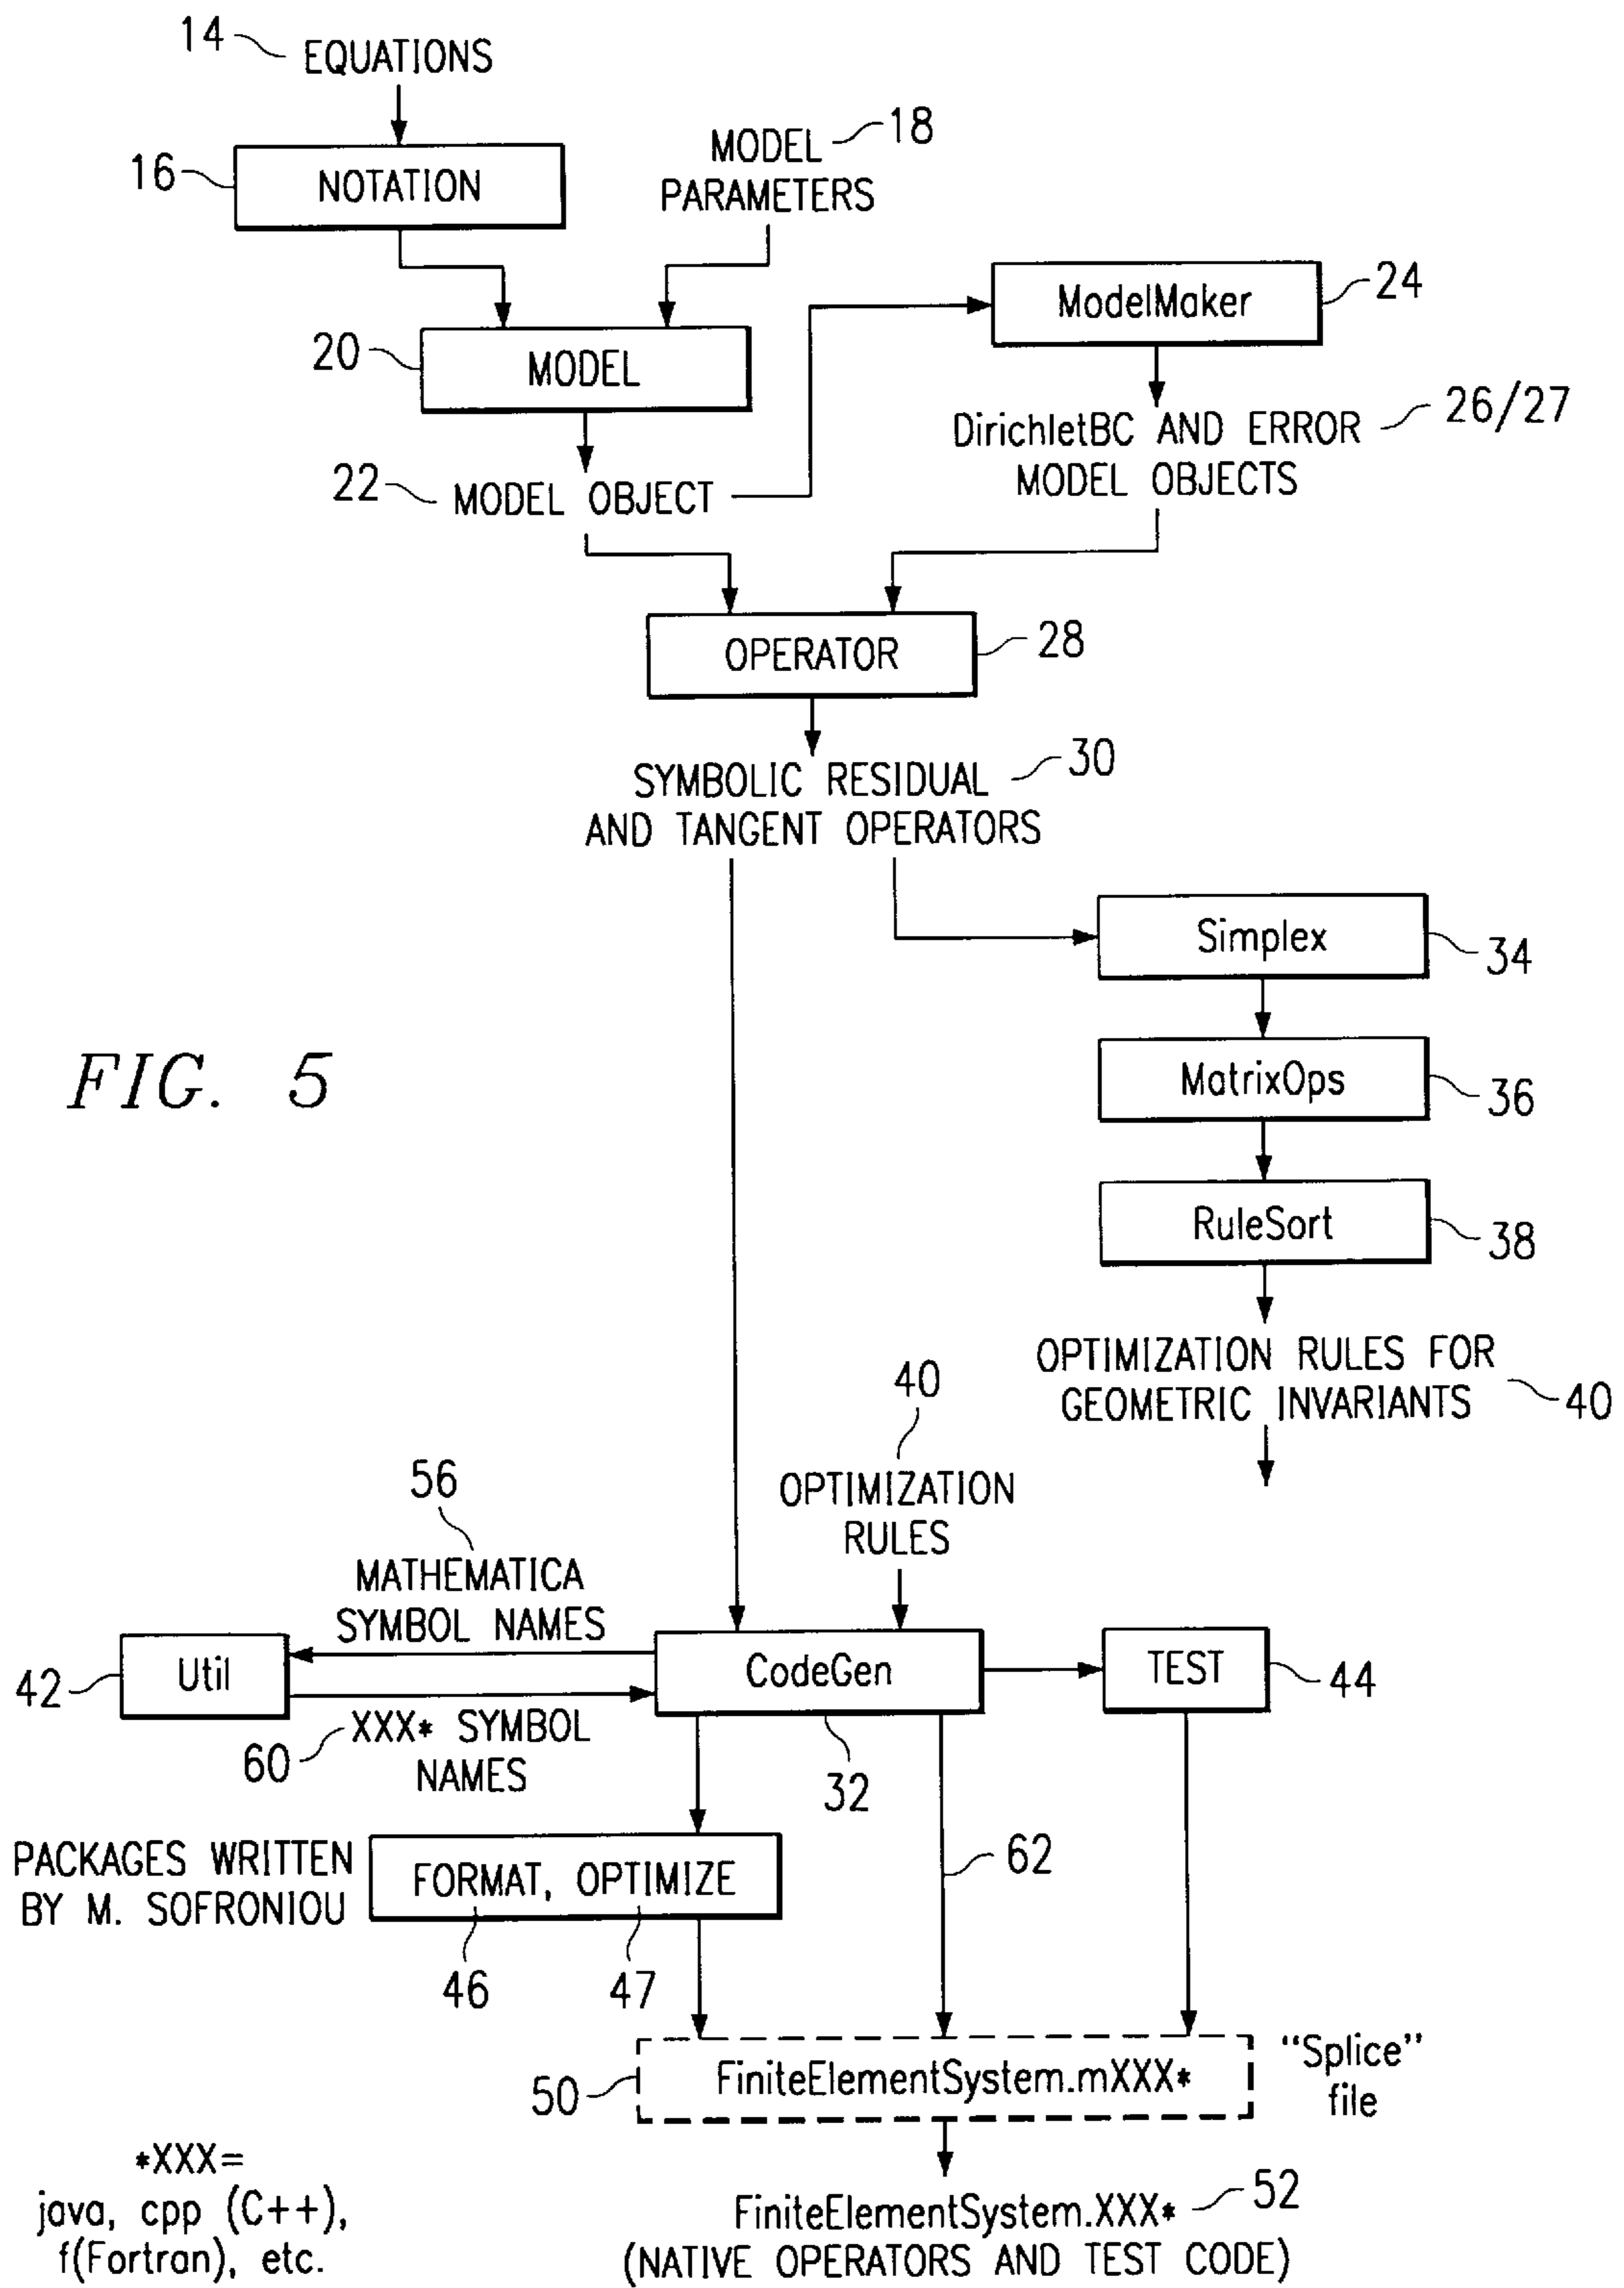 14
EQUATIONS
16
NOTATION
MODEL
PARAMETERS
18
20
MODEL
ModelMaker
24
22
MODEL OBJECT
DirichletBC AND ERROR
MODEL OBJECTS
26/27
OPERATOR
28
SYMBOLIC RESIDUAL
AND TANGENT OPERATORS
30
Simplex
34
MatrixOps
36
RuleSort
38
FIG. 5
OPTIMIZATION RULES FOR
GEOMETRIC INVARIANTS
40
40
OPTIMIZATION
RULES
56
MATHEMATICA
SYMBOL NAMES
42
Util
CodeGen
32
TEST
44
60
XXX* SYMBOL
NAMES
PACKAGES WRITTEN
BY M. SOFRONIOU
FORMAT, OPTIMIZE
46
47
62
50
FiniteElementSystem.mXXX*
"Splice"
file
*XXX=
java, cpp (C++),
f(Fortran), etc.
FiniteElementSystem.XXX*
52
(NATIVE OPERATORS AND TEST CODE)